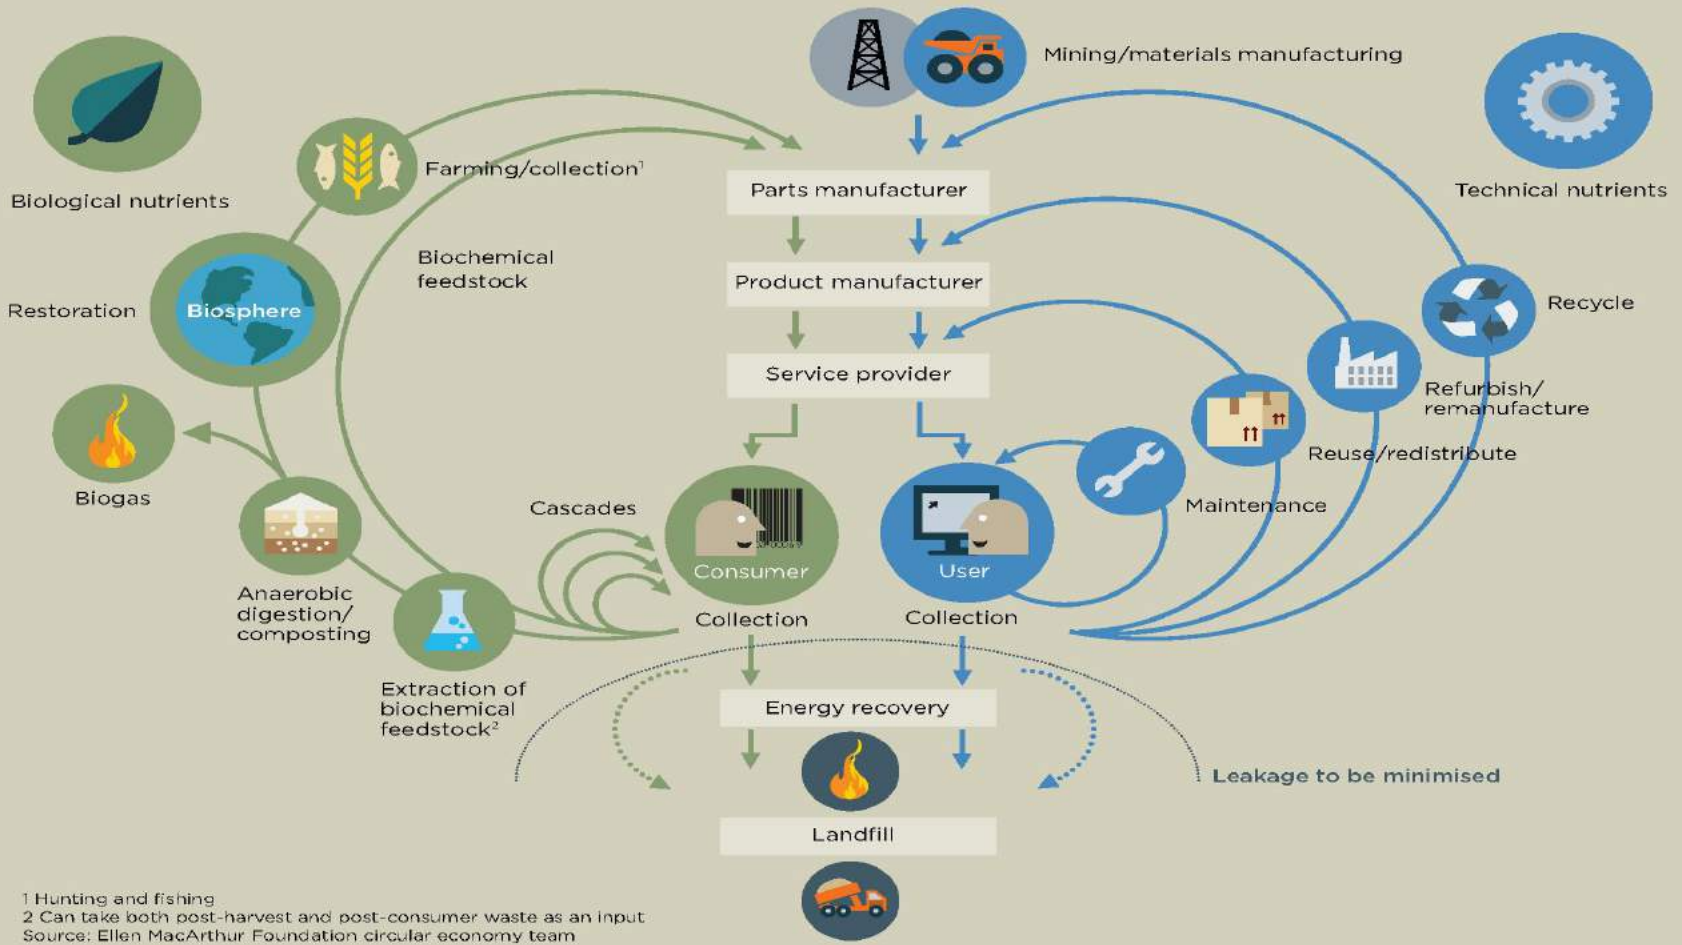 Mining/materials manufacturing
Biological nutrients
Farming/collection¹
Parts manufacturer
Technical nutrients
Biochemical
feedstock
Product manufacturer
Restoration
Biosphere
Recycle
Service provider
Refurbish/
remanufacture
Reuse/redistribute
Biogas
Cascades
Maintenance
Consumer
User
Anaerobic
digestion/
composting
Collection
Collection
Extraction of
biochemical
feedstock²
Energy recovery
Leakage to be minimised
Landfill
1 Hunting and fishing
2 Can take both post-harvest and post-consumer waste as an input
Source: Ellen MacArthur Foundation circular economy team